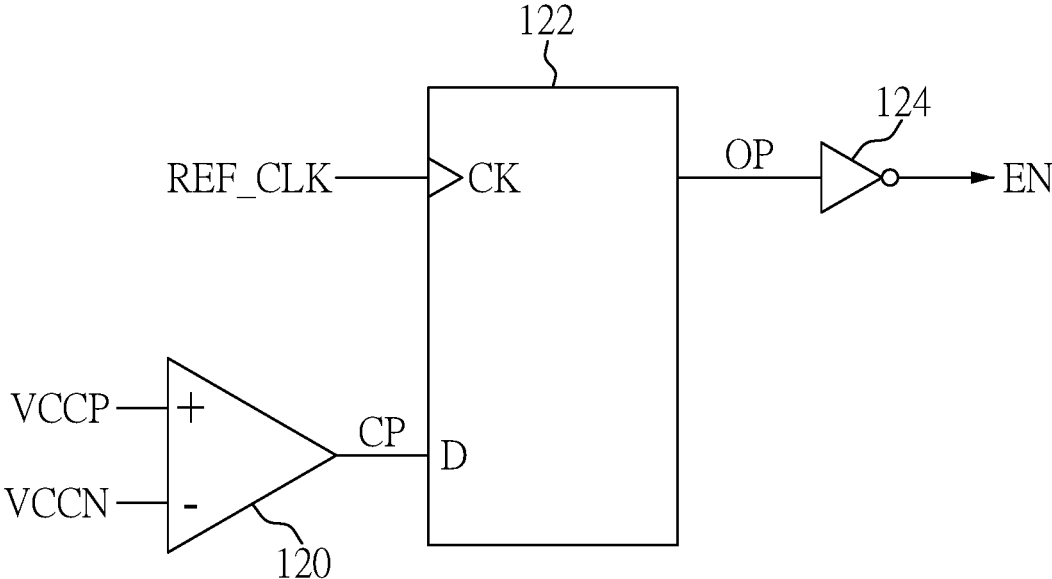 122
124
OP
REF_CLK
CK
EN
VCCP
+
CP
D
VCCN
-
120